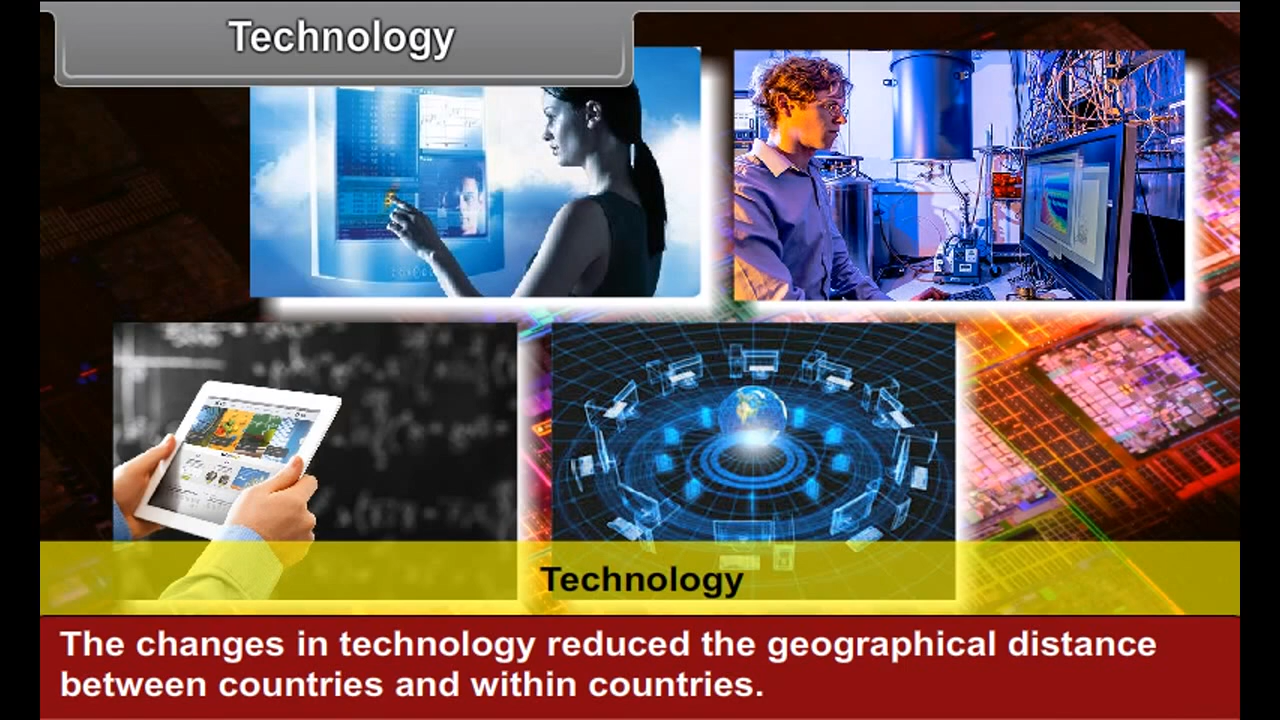 Technology
Technology
The changes in technology reduced the geographical distance
between countries and within countries.